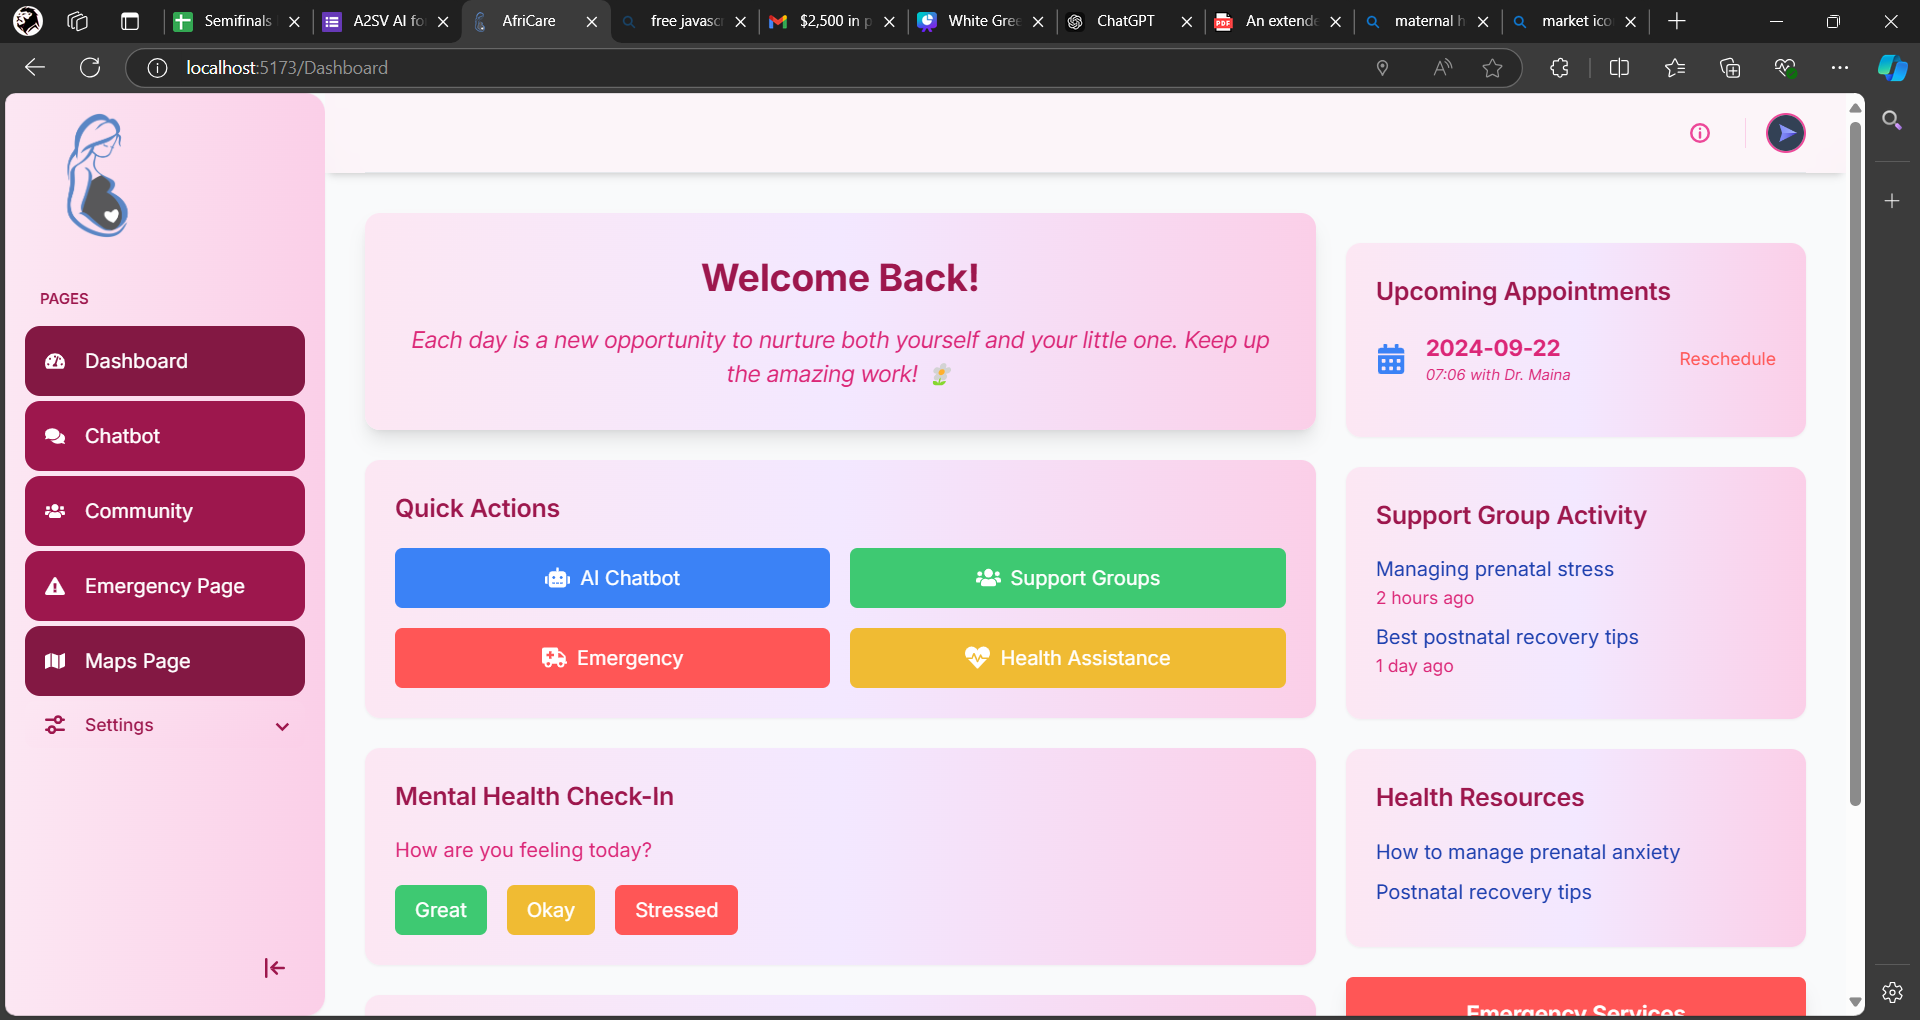 Semifinals
A2SV AI fo
AfriCare
free javascr
$2,500 in p
White Gree
ChatGPT
An extende
maternal h
market ico
localhost:5173/Dashboard
PAGES
Dashboard
Chatbot
Community
Emergency Page
Maps Page
Settings
Welcome Back!
Each day is a new opportunity to nurture both yourself and your little one. Keep up
the amazing work!
Quick Actions
AI Chatbot
Support Groups
Emergency
Health Assistance
Mental Health Check-In
How are you feeling today?
Great
Okay
Stressed
Upcoming Appointments
2024-09-22
07:06 with Dr. Maina
Reschedule
Support Group Activity
Managing prenatal stress
2 hours ago
Best postnatal recovery tips
1 day ago
Health Resources
How to manage prenatal anxiety
Postnatal recovery tips
Emergency Services